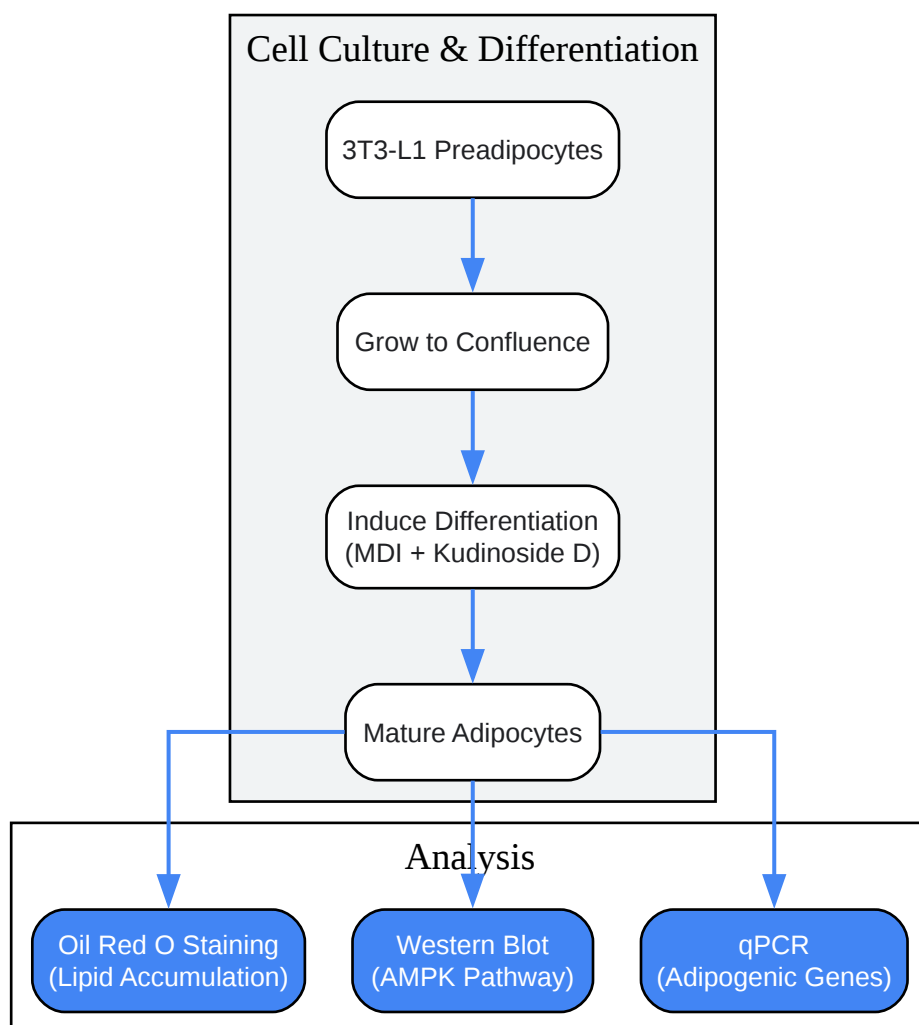 Cell Culture & Differentiation
3T3-L1 Preadipocytes
Grow to Confluence
Induce Differentiation
(MDI + Kudinoside D)
Mature Adipocytes
Analysis
Oil Red O Staining
(Lipid Accumulation)
Western Blot
(AMPK Pathway)
qPCR
(Adipogenic Genes)